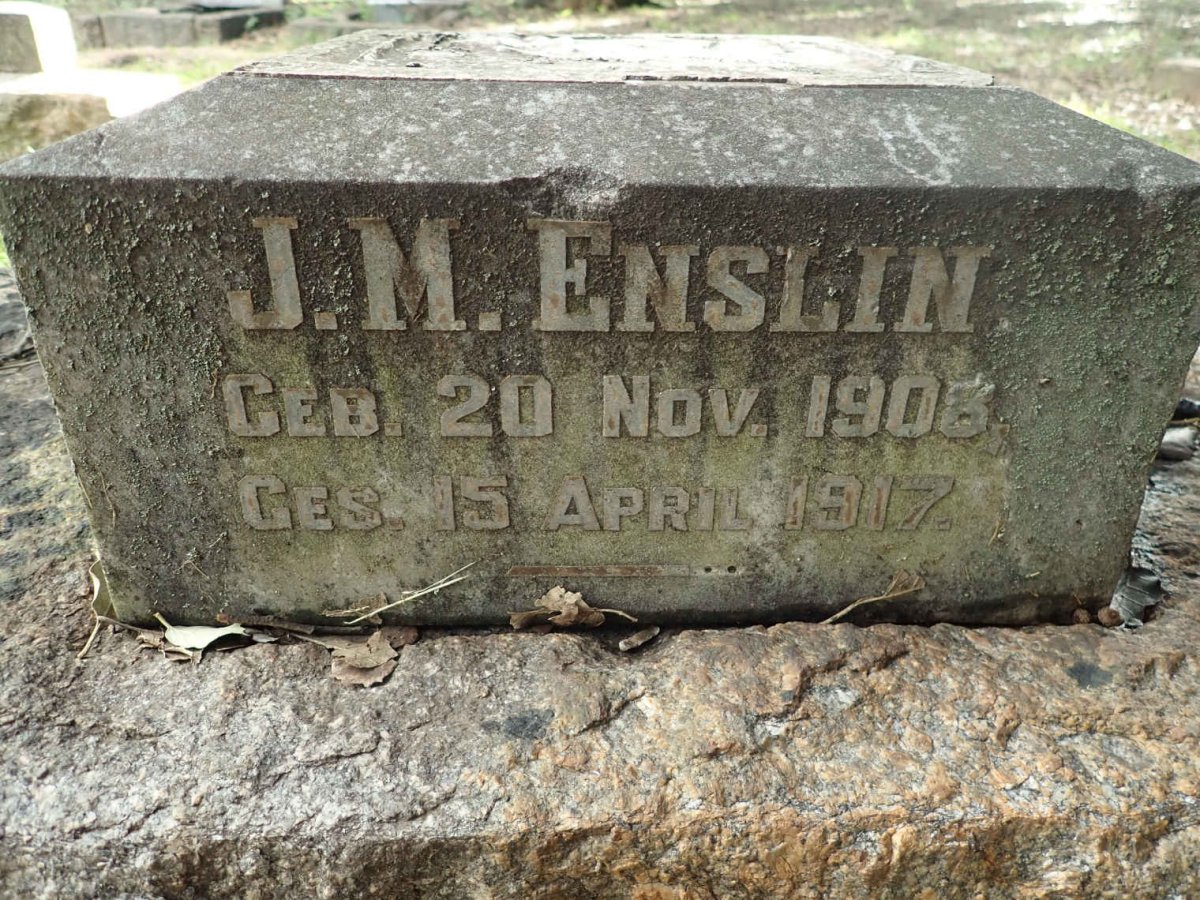 J.M. ENSLIN
GEB. 20 NOV. 1908,
GES. 15 APRIL 1917.